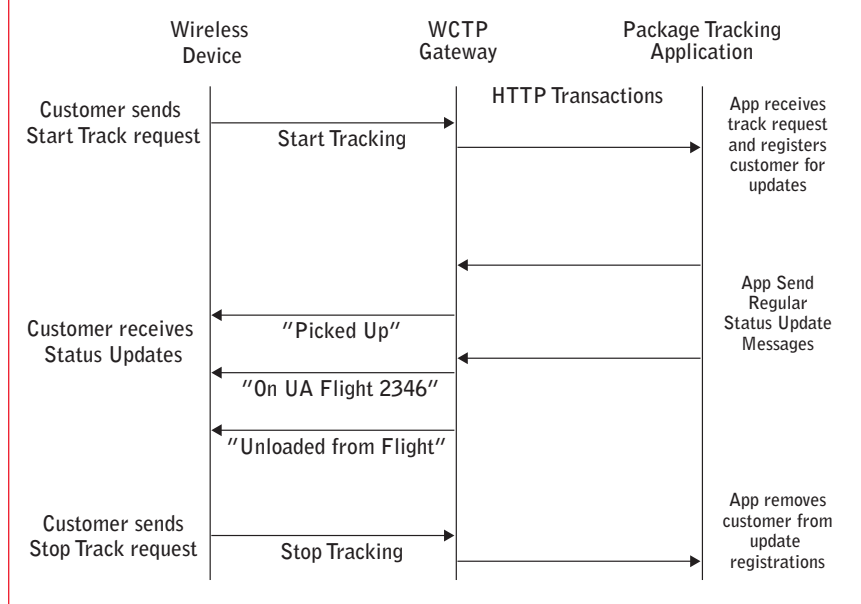 Wireless
Device
WCTP
Gateway
Package Tracking
Application
HTTP Transactions
Customer sends
Start Track request
Start Tracking
App receives
track request
and registers
customer for
updates
App Send
Regular
Status Update
Messages
Customer receives
Status Updates
"Picked Up"
"On UA Flight 2346"
"Unloaded from Flight"
Customer sends
Stop Track request
Stop Tracking
App removes
customer from
update
registrations